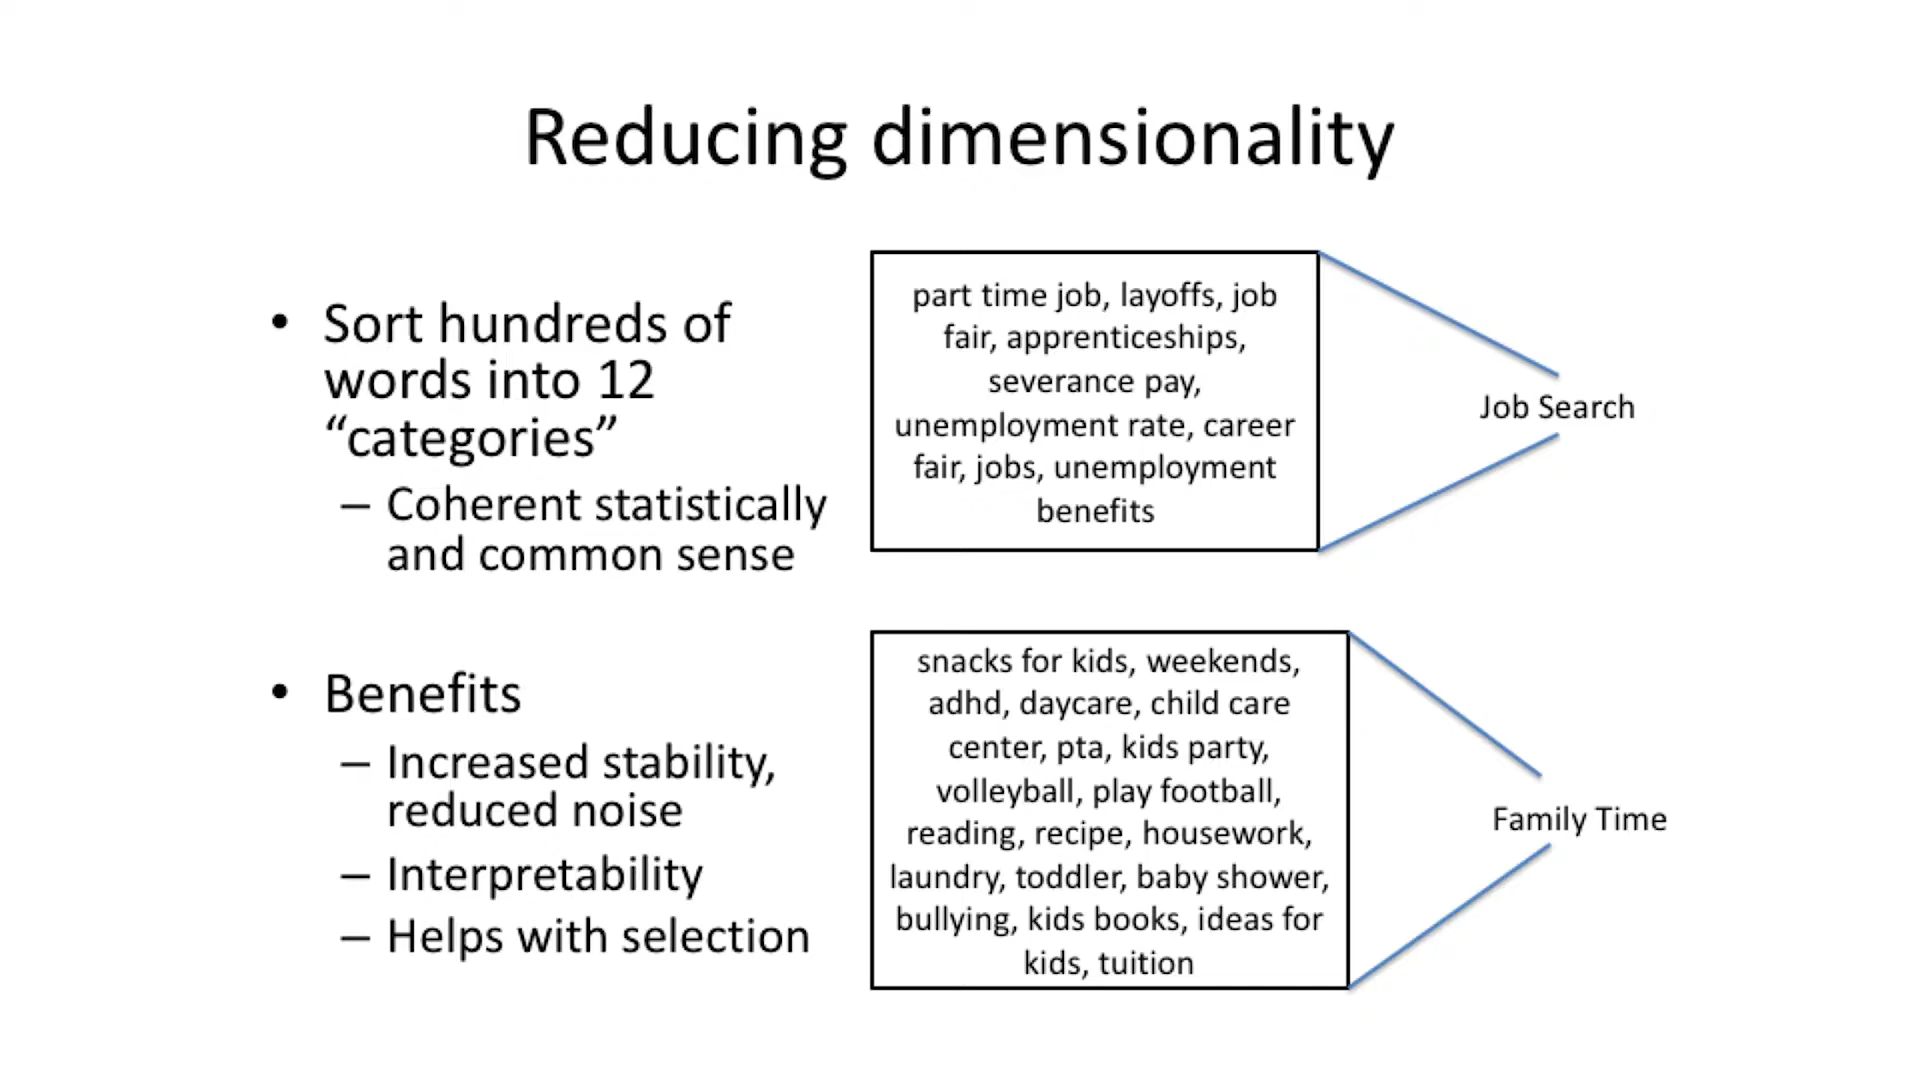 Reducing dimensionality
• Sort hundreds of
words into 12
“categories”
– Coherent statistically
and common sense
• Benefits
– Increased stability,
reduced noise
– Interpretability
– Helps with selection
part time job, layoffs, job
fair, apprenticeships,
severance pay,
unemployment rate, career
fair, jobs, unemployment
benefits
Job Search
snacks for kids, weekends,
adhd, daycare, child care
center, pta, kids party,
volleyball, play football,
reading, recipe, housework,
laundry, toddler, baby shower,
bullying, kids books, ideas for
kids, tuition
Family Time